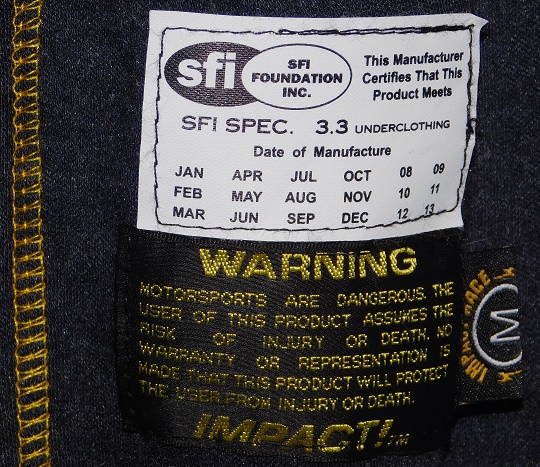 sfi SFI FOUNDATION INC.
This Manufacturer
Certifies That This
Product Meets
SFI SPEC. 3.3 UNDERCLOTHING
Date of Manufacture
JAN APR JUL OCT 08 09
FEB MAY AUG NOV 10 11
MAR JUN SEP DEC 12 13
WARNING
MOTORSPORTS ARE DANGEROUS. THE
USER OF THIS PRODUCT ASSUMES THE
RISK OF INJURY OR DEATH. NO
WARRANTY OR REPRESENTATION IS
MADE THAT THIS PRODUCT WILL PROTECT
THE USER FROM INJURY OR DEATH.
IMPACT!™
M